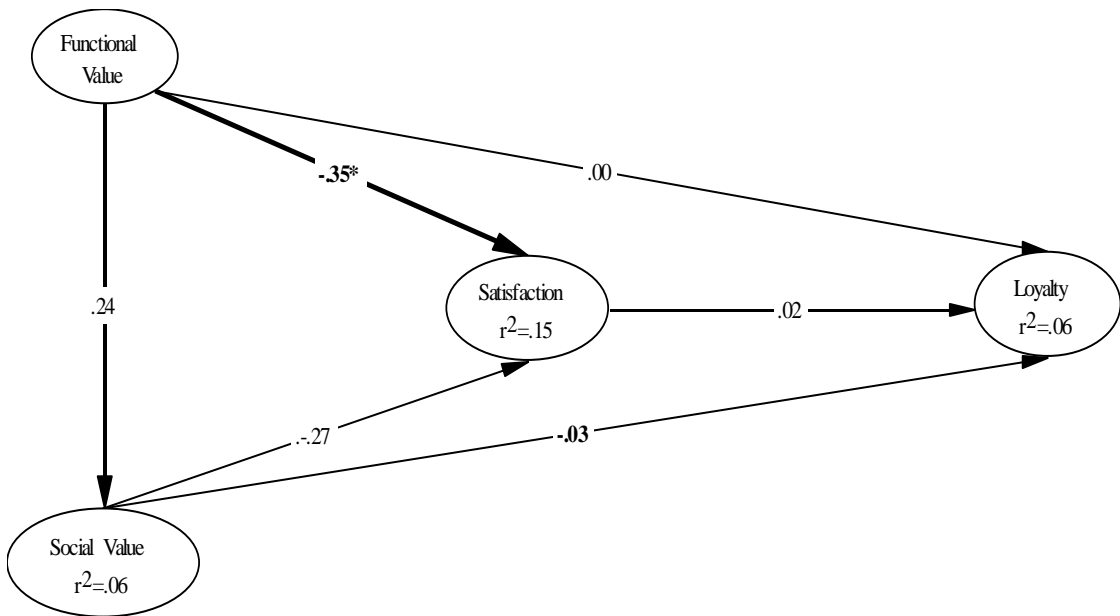 Functional
Value
-.35*
.00
.24
Satisfaction
r²=.15
.02
Loyalty
r²=.06
.-.27
-.03
Social Value
r²=.06